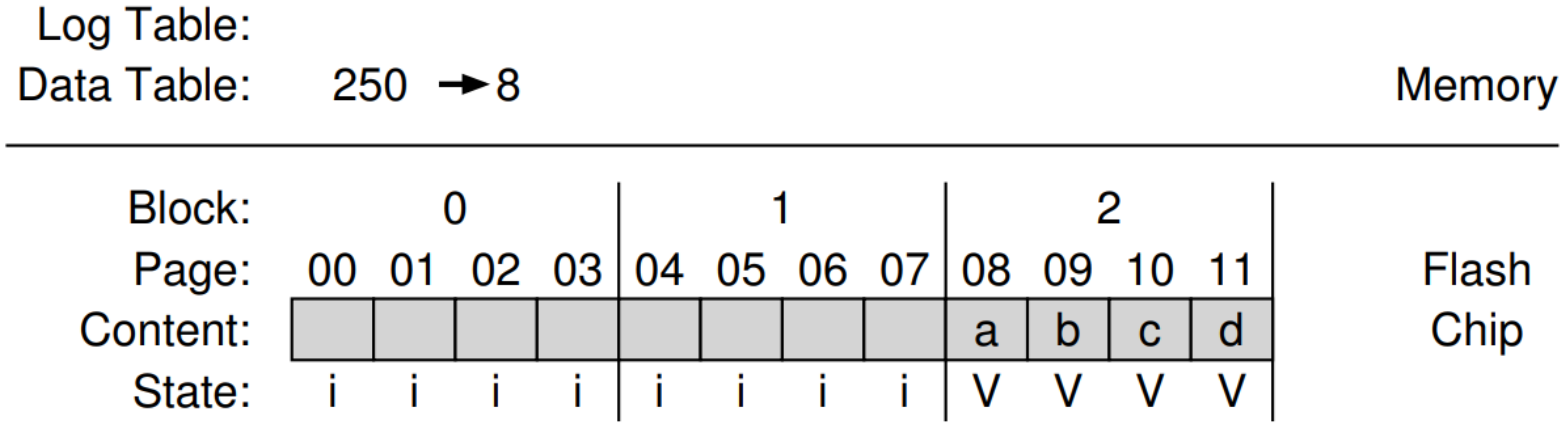 Log Table:
Data Table: 250 → 8 Memory
Block: 0 1 2
Page: 00 01 02 03 04 05 06 07 08 09 10 11 Flash
Content: a b c d Chip
State: i i i i i i i i V V V V